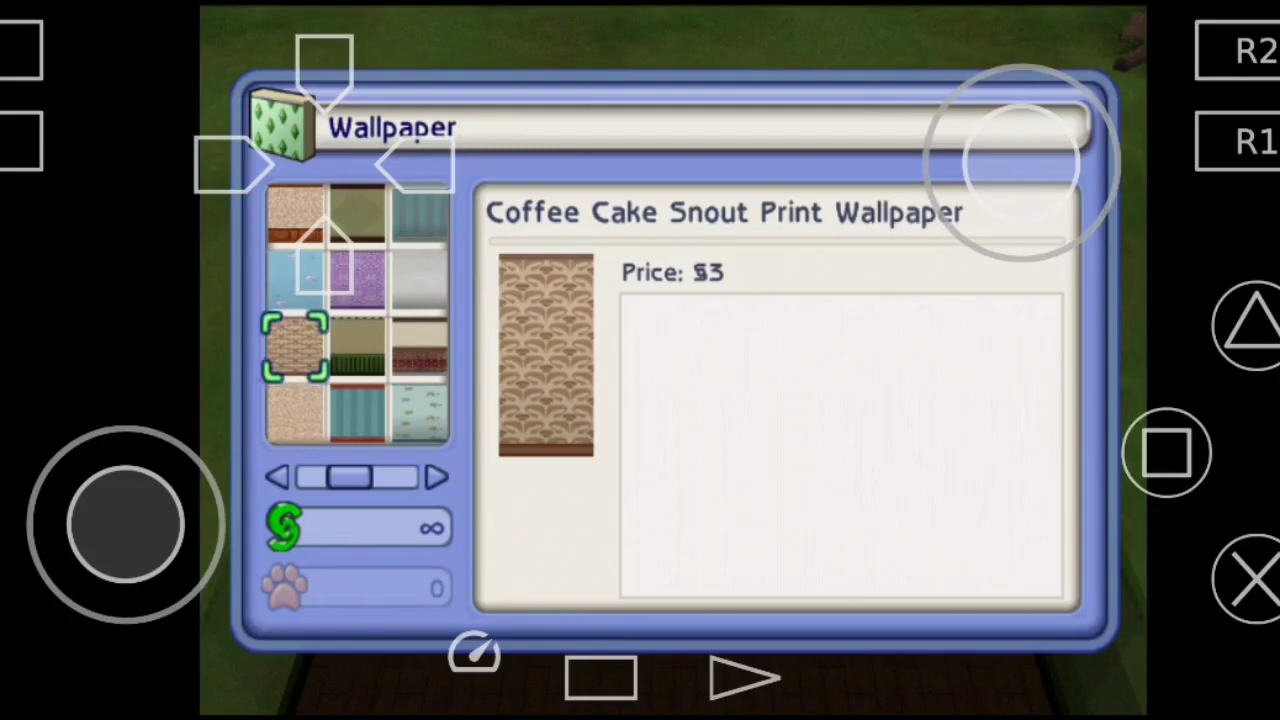 R2
Wallpaper
R1
Coffee Cake Snout Print Wallpaper
Price: §3
∞
0